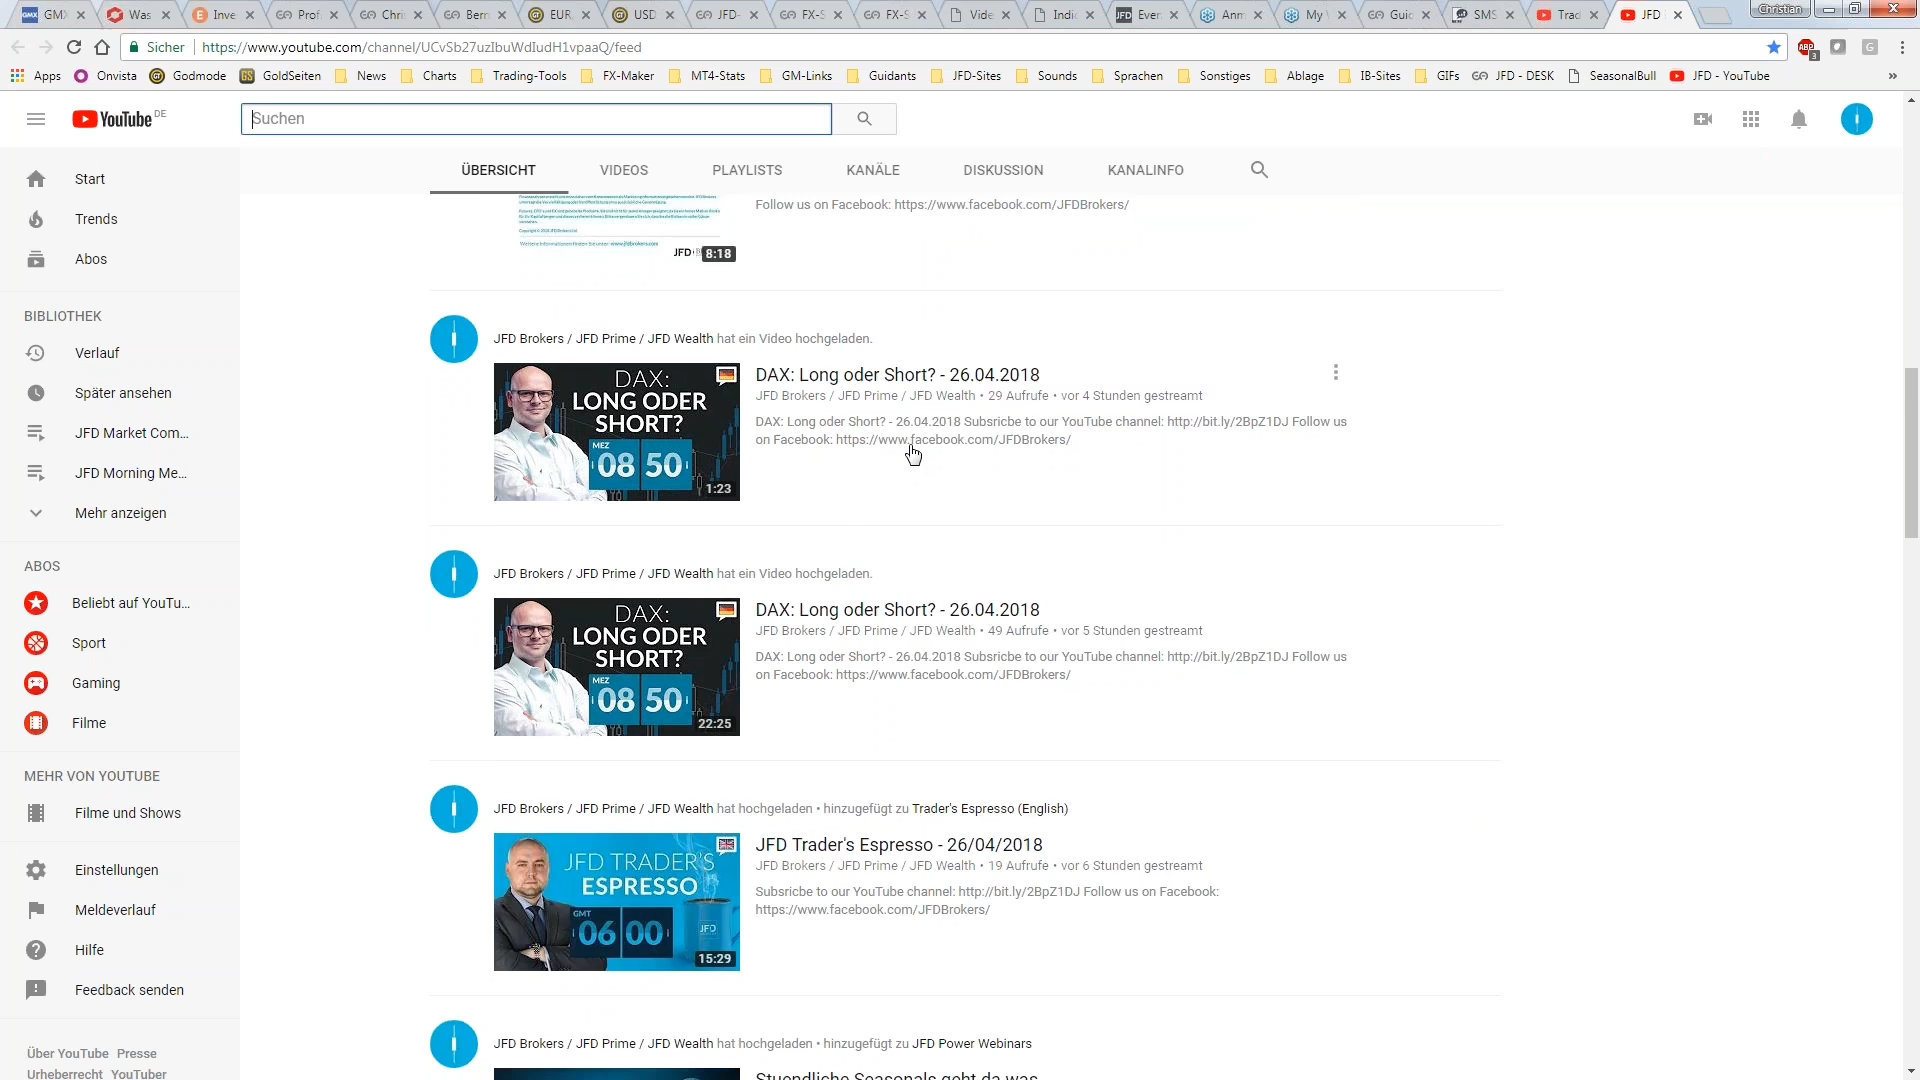 GMX
Was
Inve
Prof
Chri
Bern
EUR
USD
JFD-
FX-S
FX-S
Vide
Indic
Ever
Anm
My
Guid
SMS
Trad
JFD
Christian
Sicher
https://www.youtube.com/channel/UCvSb27uzIbuWdIudH1vpaaQ/feed
Apps
Onvista
Godmode
GoldSeiten
News
Charts
Trading-Tools
FX-Maker
MT4-Stats
GM-Links
Guidants
JFD-Sites
Sounds
Sprachen
Sonstiges
Ablage
IB-Sites
GIFs
JFD - DESK
SeasonalBull
JFD - YouTube
YouTube DE
Suchen
ÜBERSICHT
VIDEOS
PLAYLISTS
KANÄLE
DISKUSSION
KANALINFO
Start
Trends
Abos
BIBLIOTHEK
Verlauf
Später ansehen
JFD Market Com...
JFD Morning Me...
Mehr anzeigen
ABOS
Beliebt auf YouTu...
Sport
Gaming
Filme
MEHR VON YOUTUBE
Filme und Shows
Einstellungen
Meldeverlauf
Hilfe
Feedback senden
Über YouTube Presse
Urheberrecht YouTuber
Follow us on Facebook: https://www.facebook.com/JFDBrokers/
8:18
JFD Brokers / JFD Prime / JFD Wealth hat ein Video hochgeladen.
DAX:
LONG ODER
SHORT?
MEZ
08 50
1:23
DAX: Long oder Short? - 26.04.2018
JFD Brokers / JFD Prime / JFD Wealth • 29 Aufrufe • vor 4 Stunden gestreamt
DAX: Long oder Short? - 26.04.2018 Subsricbe to our YouTube channel: http://bit.ly/2BpZ1DJ Follow us
on Facebook: https://www.facebook.com/JFDBrokers/
JFD Brokers / JFD Prime / JFD Wealth hat ein Video hochgeladen.
DAX:
LONG ODER
SHORT?
MEZ
08 50
22:25
DAX: Long oder Short? - 26.04.2018
JFD Brokers / JFD Prime / JFD Wealth • 49 Aufrufe • vor 5 Stunden gestreamt
DAX: Long oder Short? - 26.04.2018 Subsricbe to our YouTube channel: http://bit.ly/2BpZ1DJ Follow us
on Facebook: https://www.facebook.com/JFDBrokers/
JFD Brokers / JFD Prime / JFD Wealth hat hochgeladen • hinzugefügt zu Trader's Espresso (English)
JFD TRADER'S
ESPRESSO
GMT
06 00
JFD
15:29
JFD Trader's Espresso - 26/04/2018
JFD Brokers / JFD Prime / JFD Wealth • 19 Aufrufe • vor 6 Stunden gestreamt
Subsricbe to our YouTube channel: http://bit.ly/2BpZ1DJ Follow us on Facebook:
https://www.facebook.com/JFDBrokers/
JFD Brokers / JFD Prime / JFD Wealth hat hochgeladen • hinzugefügt zu JFD Power Webinars
Stuendliche Seasonals geht da was